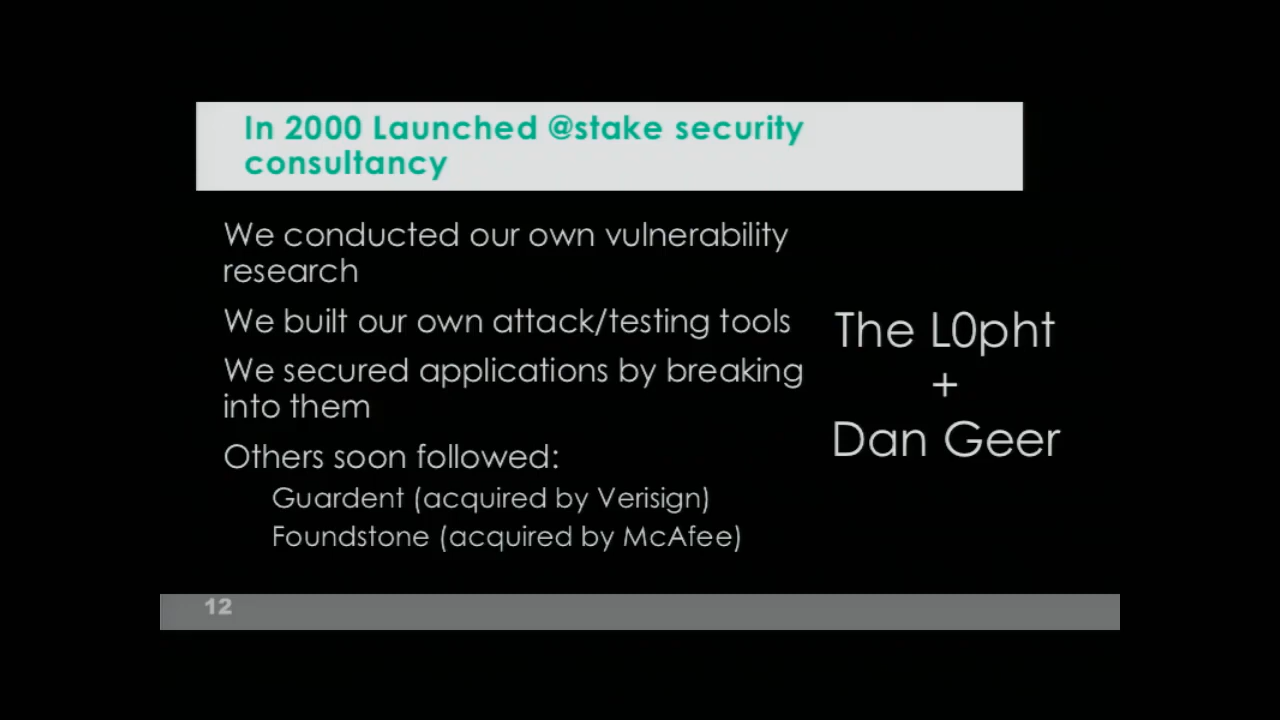 In 2000 Launched @stake security
consultancy
We conducted our own vulnerability
research
We built our own attack/testing tools
We secured applications by breaking
into them
Others soon followed:
Guardent (acquired by Verisign)
Foundstone (acquired by McAfee)
The L0pht
+
Dan Geer
12